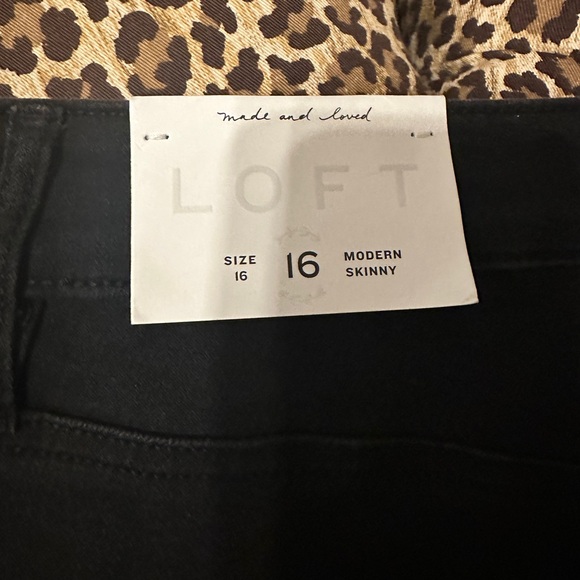 made and loved
LOFT
SIZE 16 16 MODERN SKINNY